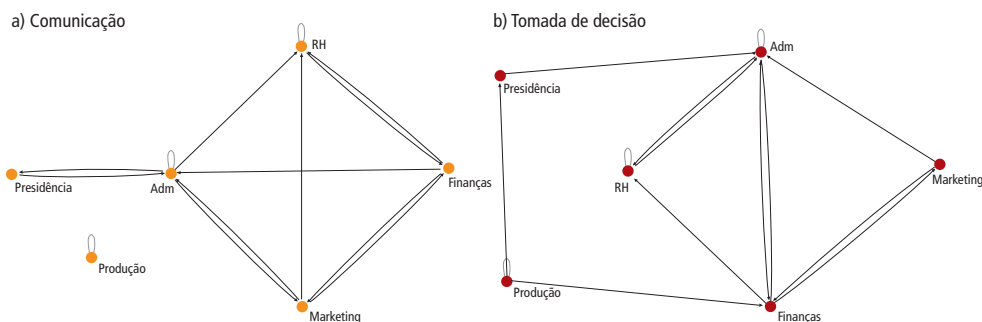 a) Comunicação
RH
Presidência
Adm
Finanças
Produção
Marketing
b) Tomada de decisão
Adm
Presidência
RH
Marketing
Produção
Finanças